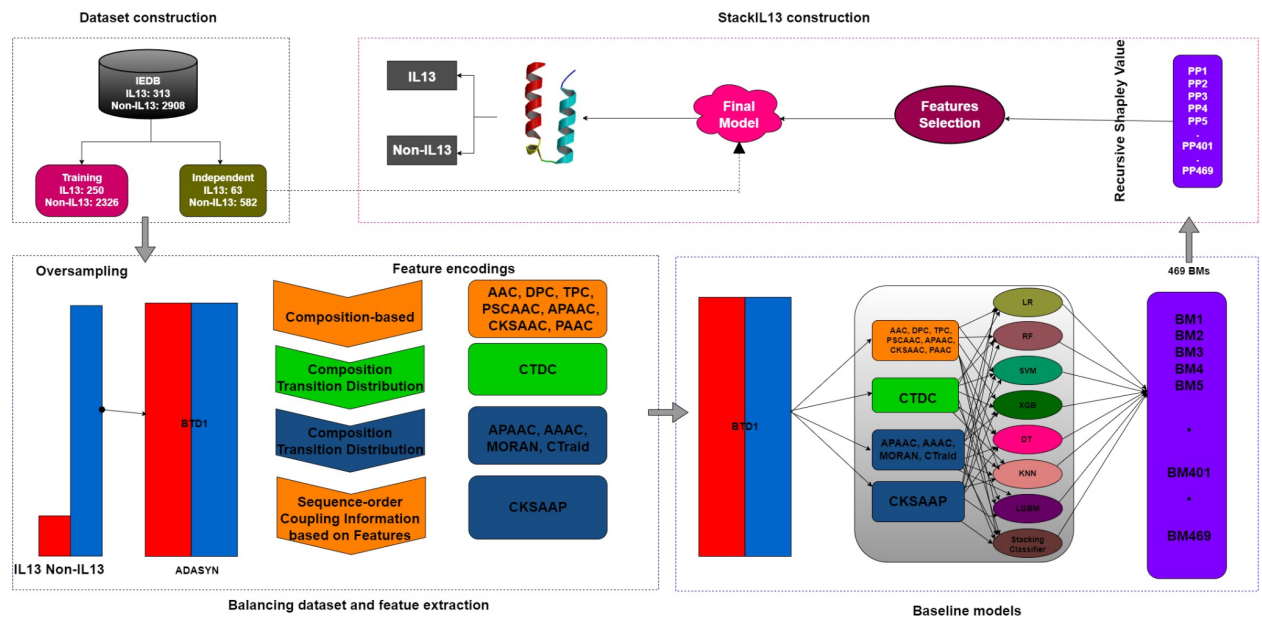 Dataset construction
StackIL13 construction
IEDB
IL13: 313
Non-IL13: 2908
Training
IL13: 250
Non-IL13: 2326
Independent
IL13: 63
Non-IL13: 582
IL13
Non-IL13
Final
Model
Features
Selection
Recursive Shapley Value
PP1
PP2
PP3
PP4
PP5
.
PP401
.
PP469
Oversampling
IL13 Non-IL13
BTD1
ADASYN
Feature encodings
Composition-based
AAC, DPC, TPC,
PSCAAC, APAAC,
CKSAAC, PAAC
Composition
Transition Distribution
CTDC
Composition
Transition Distribution
APAAC, AAAC,
MORAN, CTraid
Sequence-order
Coupling Information
based on Features
CKSAAP
Balancing dataset and featue extraction
BTD1
AAC, DPC, TPC,
PSCAAC, APAAC,
CKSAAC, PAAC
CTDC
APAAC, AAAC,
MORAN, CTraid
CKSAAP
LR
RF
SVM
XGB
DT
KNN
LGBM
Stacking
Classifier
469 BMs
BM1
BM2
BM3
BM4
BM5
.
BM401
.
BM469
Baseline models